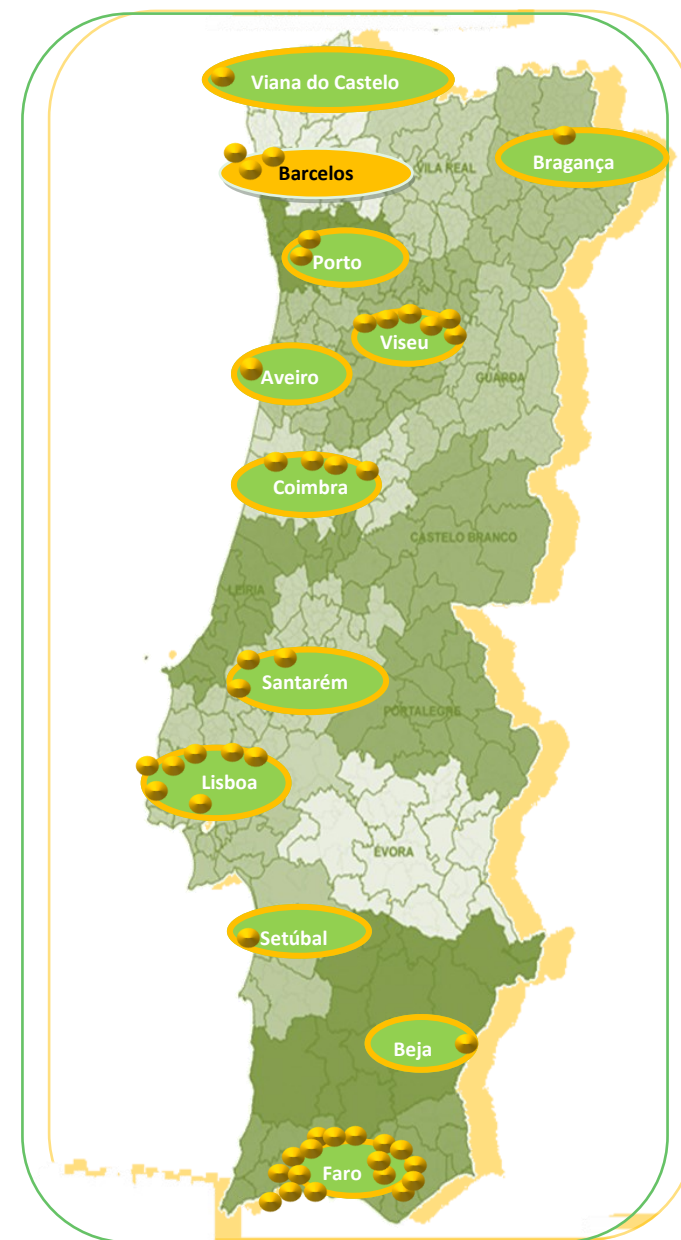 Viana do Castelo
Bragança
Barcelos
VILA REAL
Porto
Viseu
Aveiro
GUARDA
Coimbra
CASTELO BRANCO
LEIRIA
Santarém
PORTALEGRE
Lisboa
ÉVORA
Setúbal
Beja
Faro